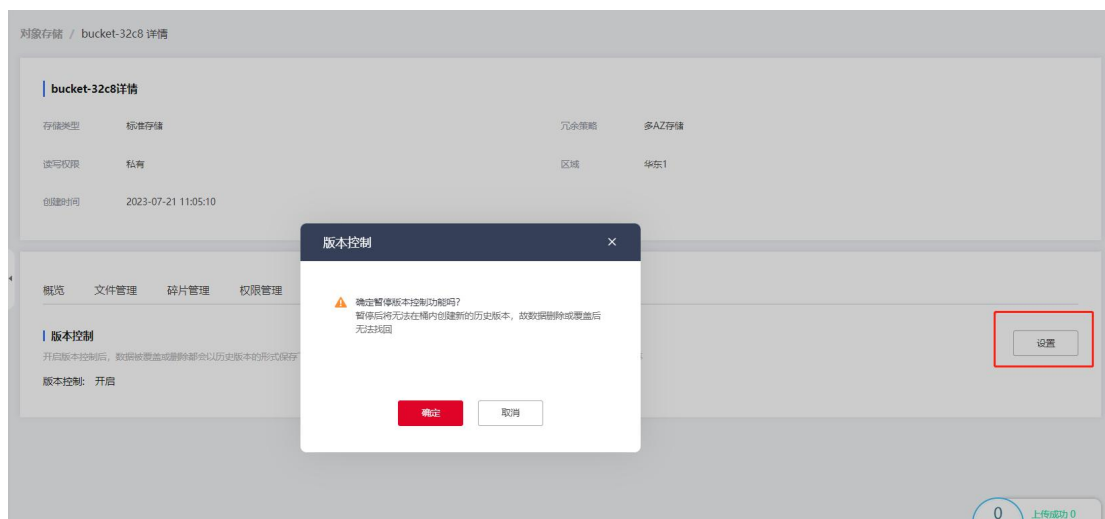 对象存储 / bucket-32c8 详情
bucket-32c8详情
存储类型 标准存储 冗余策略 多AZ存储
读写权限 私有 区域 华东1
创建时间 2023-07-21 11:05:10
版本控制 ×
概览 文件管理 碎片管理 权限管理
确定暂停版本控制功能吗?
暂停后将无法在桶内创建新的历史版本，故数据删除或覆盖后
无法找回
版本控制
设置
开启版本控制后，数据被覆盖或删除都会以历史版本的形式保存
版本控制: 开启
确定 取消
0 上传成功 0